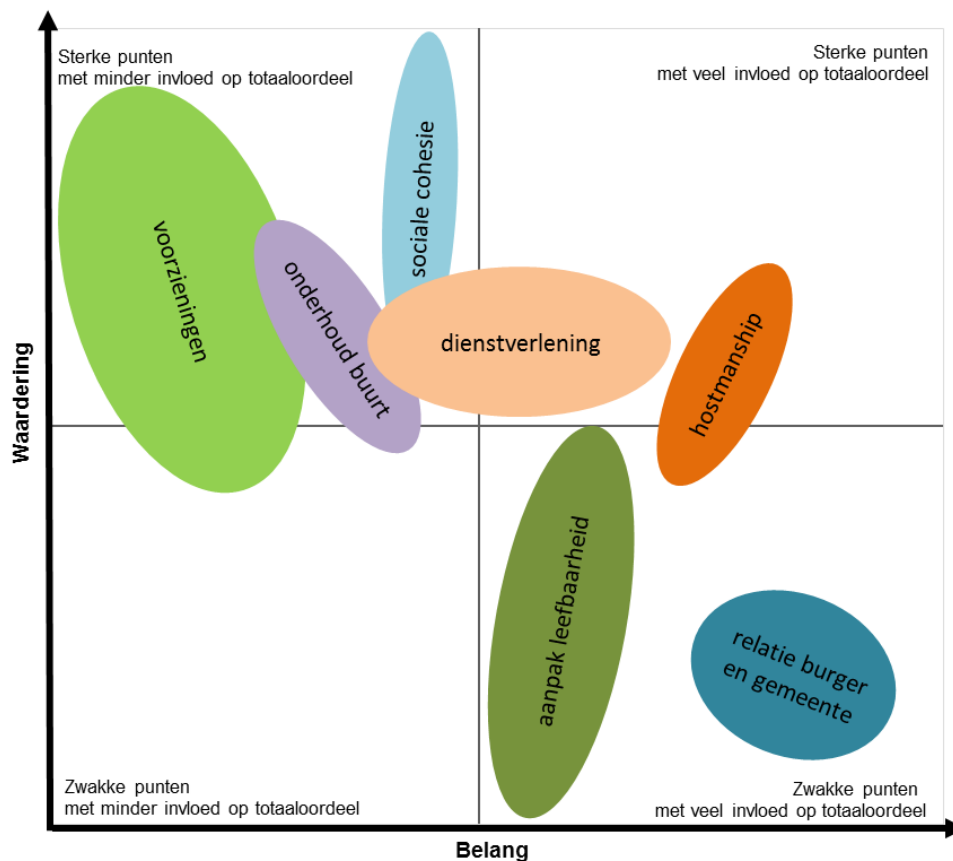 Sterke punten
met minder invloed op totaaloordeel
Sterke punten
met veel invloed op totaaloordeel
voorzieningen
onderhoud buurt
sociale cohesie
dienstverlening
hostmanship
aanpak leefbaarheid
relatie burger
en gemeente
Waardering
Zwakke punten
met minder invloed op totaaloordeel
Zwakke punten
met veel invloed op totaaloordeel
Belang